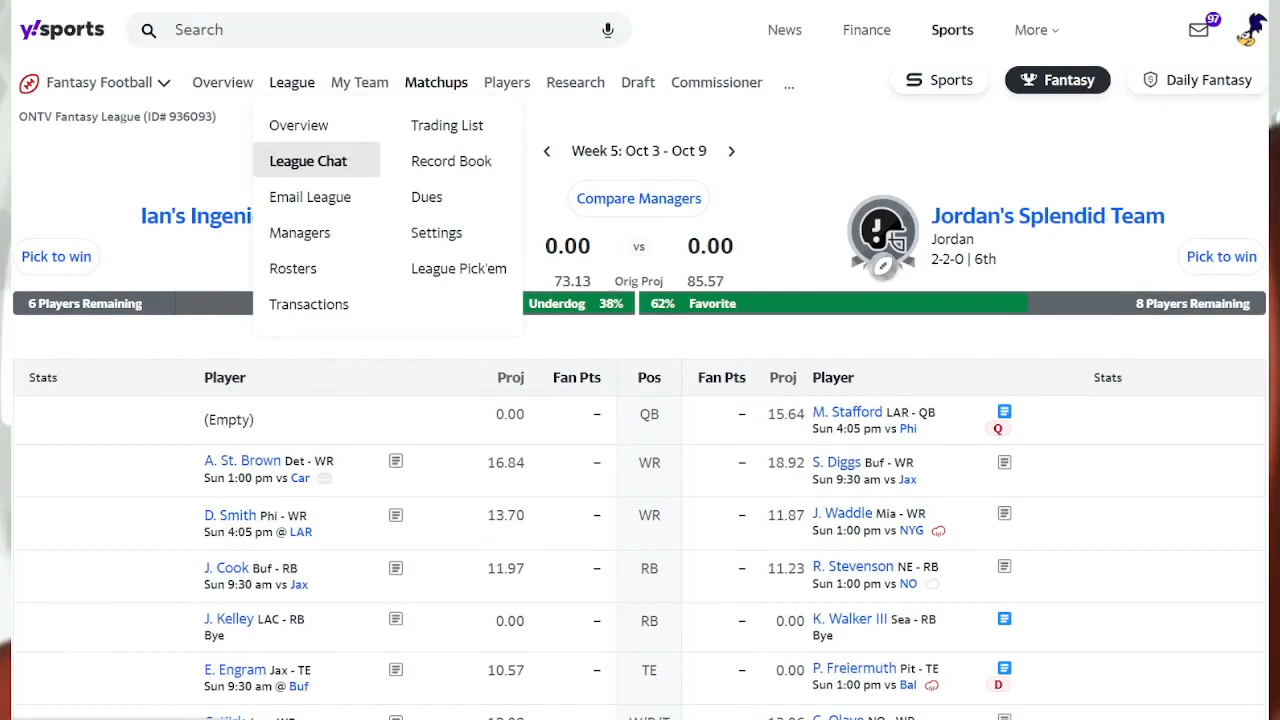 y!sports
Search
News
Finance
Sports
More
97
Fantasy Football
Overview
League
My Team
Matchups
Players
Research
Draft
Commissioner
...
Sports
Fantasy
Daily Fantasy
ONTV Fantasy League (ID# 936093)
Overview
Trading List
League Chat
Record Book
Email League
Dues
Managers
Settings
Rosters
League Pick'em
Transactions
Week 5: Oct 3 - Oct 9
Compare Managers
Ian's Ingeni
Pick to win
0.00 vs 0.00
73.13 Orig Proj 85.57
J
Jordan's Splendid Team
Jordan
2-2-0 | 6th
Pick to win
6 Players Remaining
Underdog 38%
62% Favorite
8 Players Remaining
Stats Player Proj Fan Pts Pos Fan Pts Proj Player Stats
(Empty) 0.00 – QB – 15.64 M. Stafford LAR - QB
Sun 4:05 pm vs Phi Q
A. St. Brown Det - WR 16.84 – WR – 18.92 S. Diggs Buf - WR
Sun 1:00 pm vs Car Sun 9:30 am vs Jax
D. Smith Phi - WR 13.70 – WR – 11.87 J. Waddle Mia - WR
Sun 4:05 pm @ LAR Sun 1:00 pm vs NYG
J. Cook Buf - RB 11.97 – RB – 11.23 R. Stevenson NE - RB
Sun 9:30 am vs Jax Sun 1:00 pm vs NO
J. Kelley LAC - RB 0.00 – RB – 0.00 K. Walker III Sea - RB
Bye Bye
E. Engram Jax - TE 10.57 – TE – 0.00 P. Freiermuth Pit - TE
Sun 9:30 am @ Buf Sun 1:00 pm vs Bal D